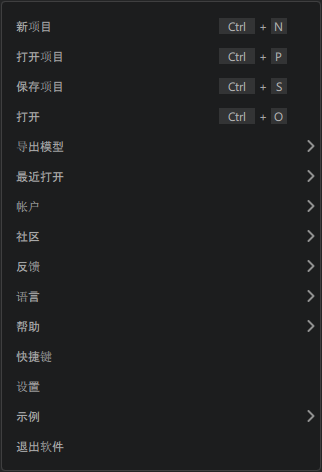 新项目 Ctrl + N
打开项目 Ctrl + P
保存项目 Ctrl + S
打开 Ctrl + O
导出模型
最近打开
帐户
社区
反馈
语言
帮助
快捷键
设置
示例
退出软件